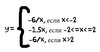 -6/x, если x<-2
y= -1.5x, если -2<=x<=2
-6/x, если x>2